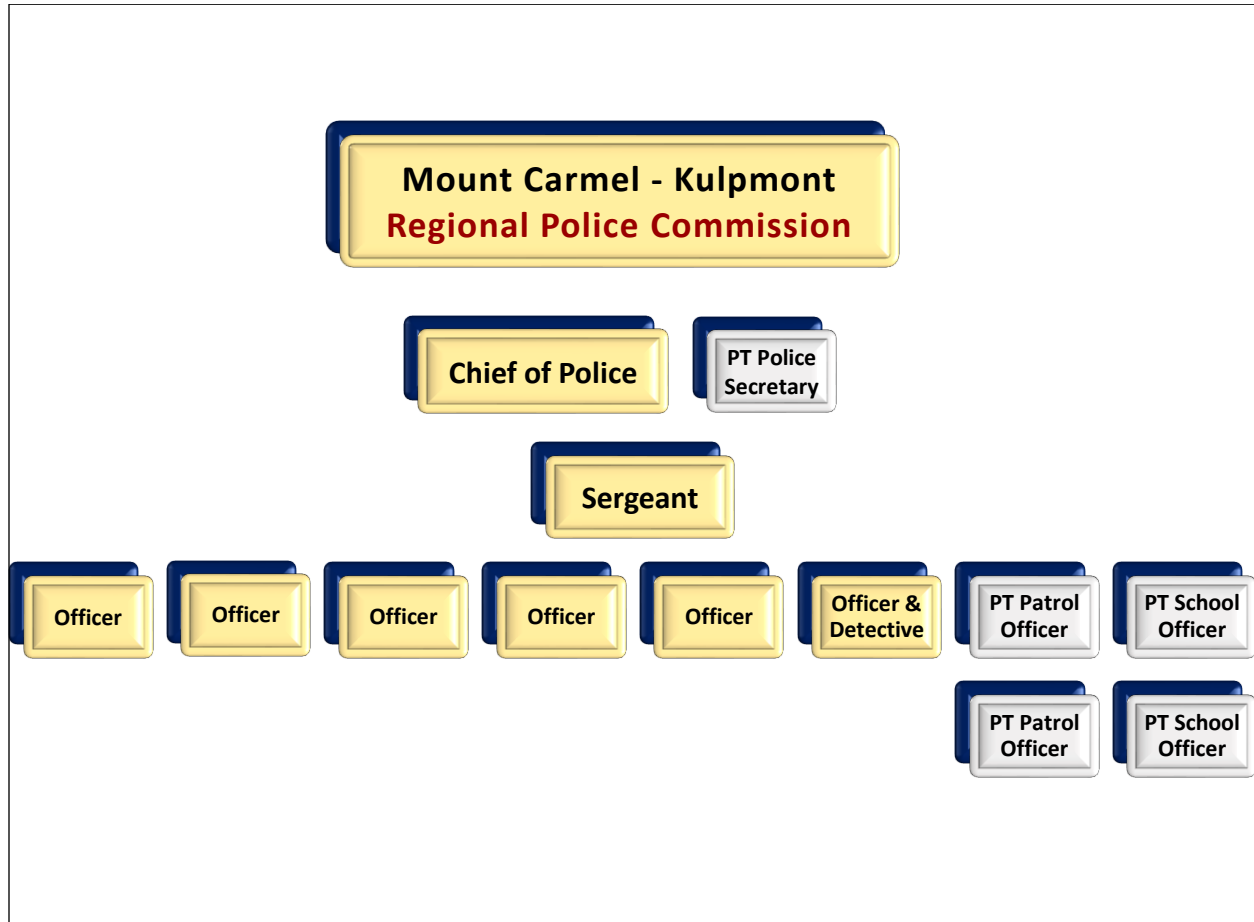 Mount Carmel - Kulpmont
Regional Police Commission
Chief of Police
PT Police
Secretary
Sergeant
Officer
Officer
Officer
Officer
Officer
Officer &
Detective
PT Patrol
Officer
PT School
Officer
PT Patrol
Officer
PT School
Officer